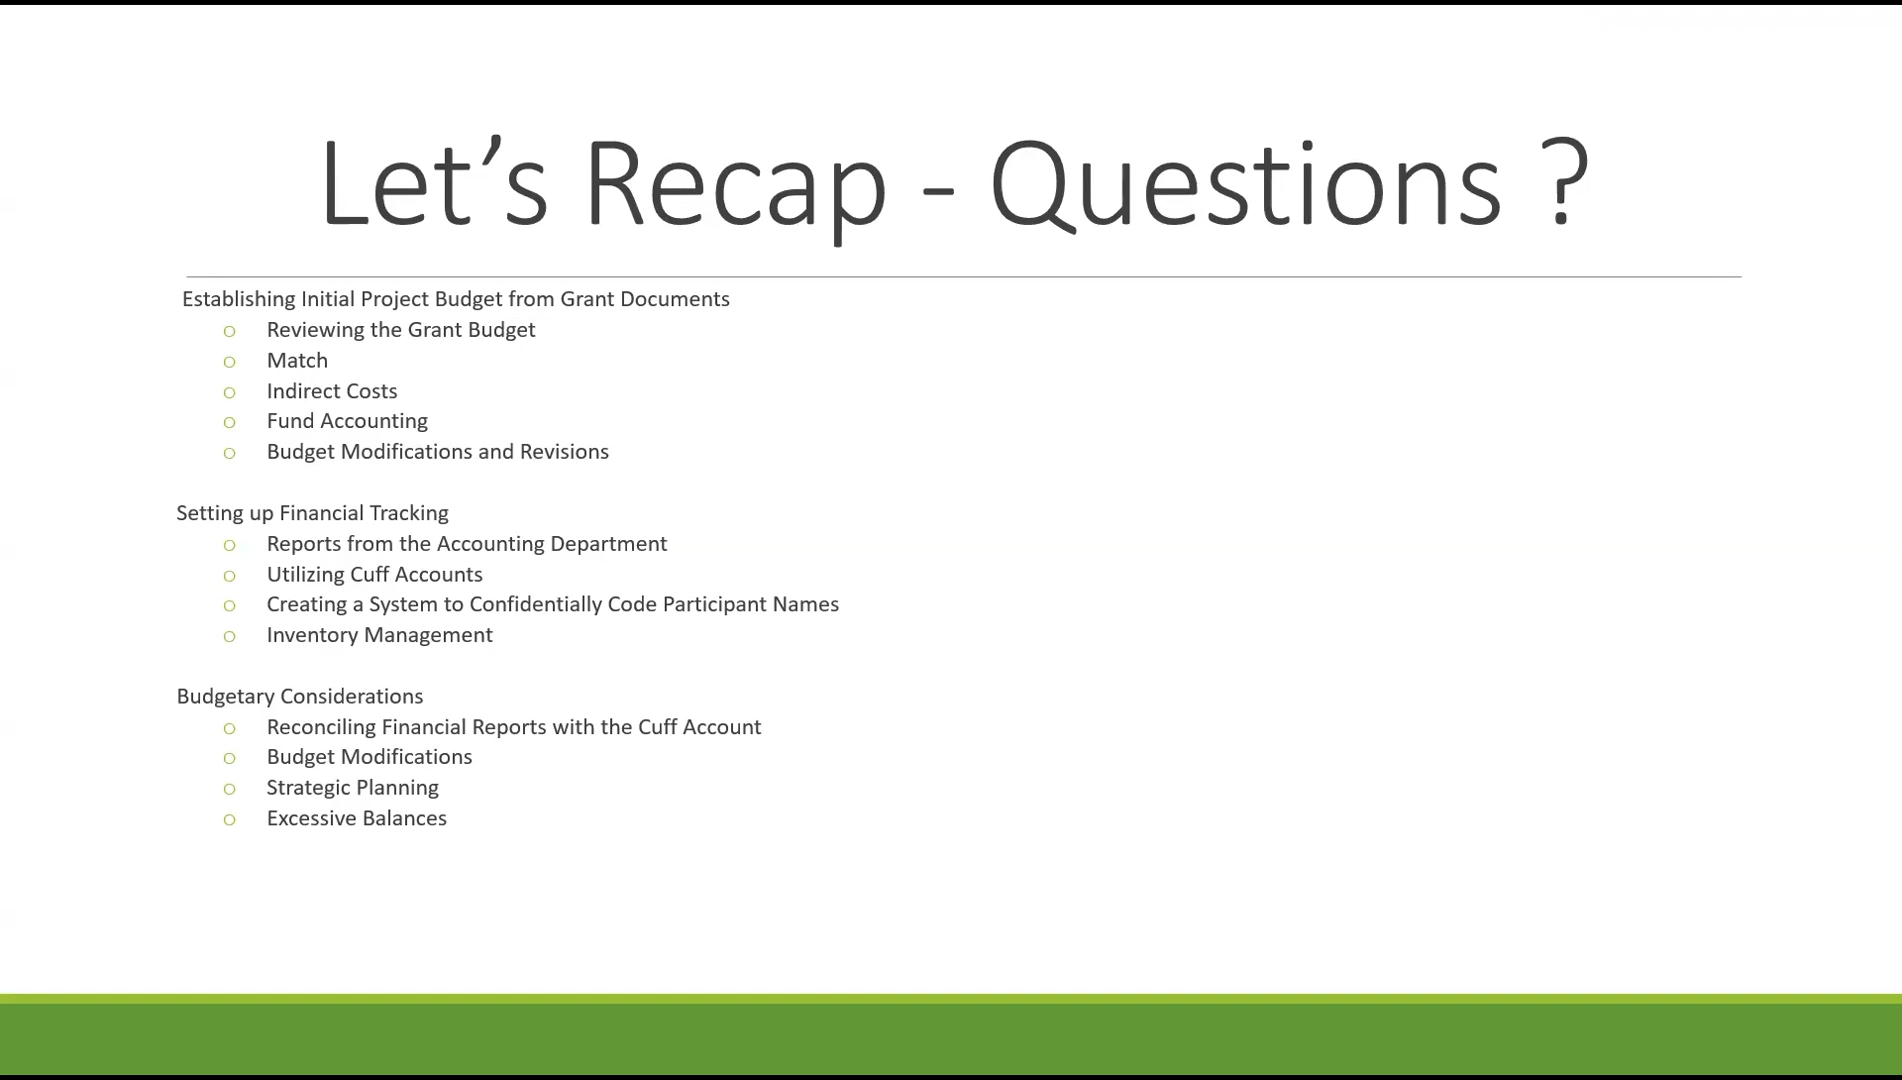 Let’s Recap - Questions ?
Establishing Initial Project Budget from Grant Documents
o Reviewing the Grant Budget
o Match
o Indirect Costs
o Fund Accounting
o Budget Modifications and Revisions
Setting up Financial Tracking
o Reports from the Accounting Department
o Utilizing Cuff Accounts
o Creating a System to Confidentially Code Participant Names
o Inventory Management
Budgetary Considerations
o Reconciling Financial Reports with the Cuff Account
o Budget Modifications
o Strategic Planning
o Excessive Balances